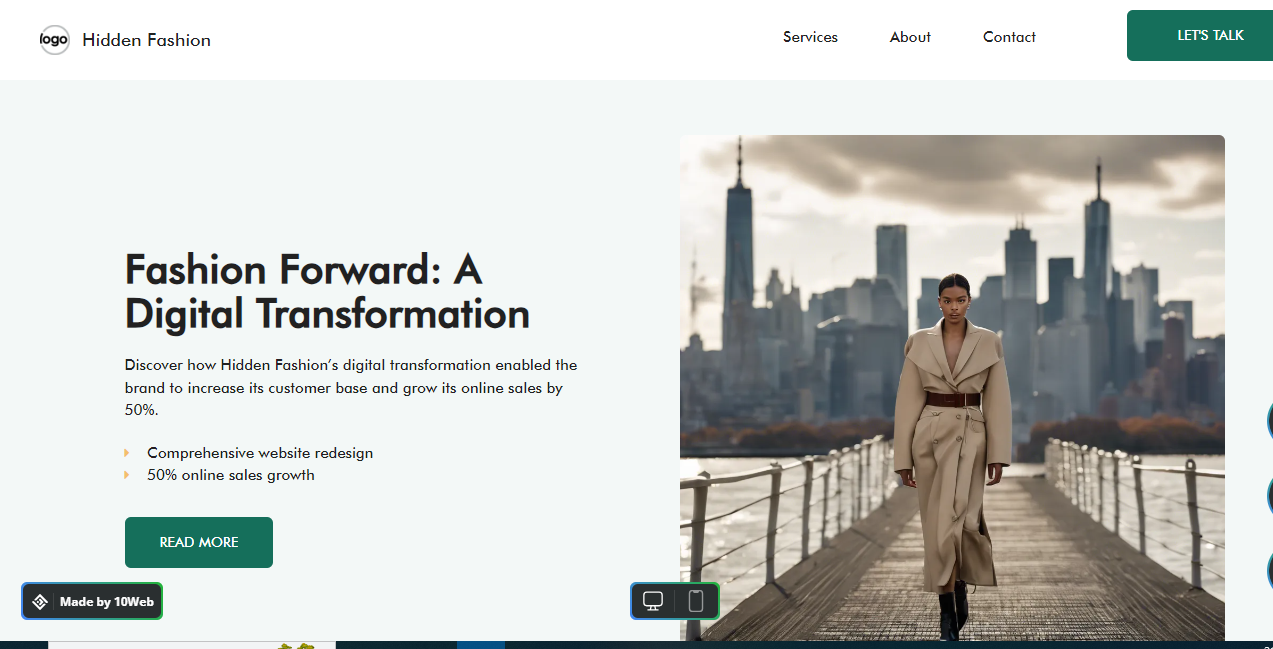 logo
Hidden Fashion
Services
About
Contact
LET'S TALK
Fashion Forward: A
Digital Transformation
Discover how Hidden Fashion's digital transformation enabled the
brand to increase its customer base and grow its online sales by
50%.
Comprehensive website redesign
50% online sales growth
READ MORE
Made by 10Web